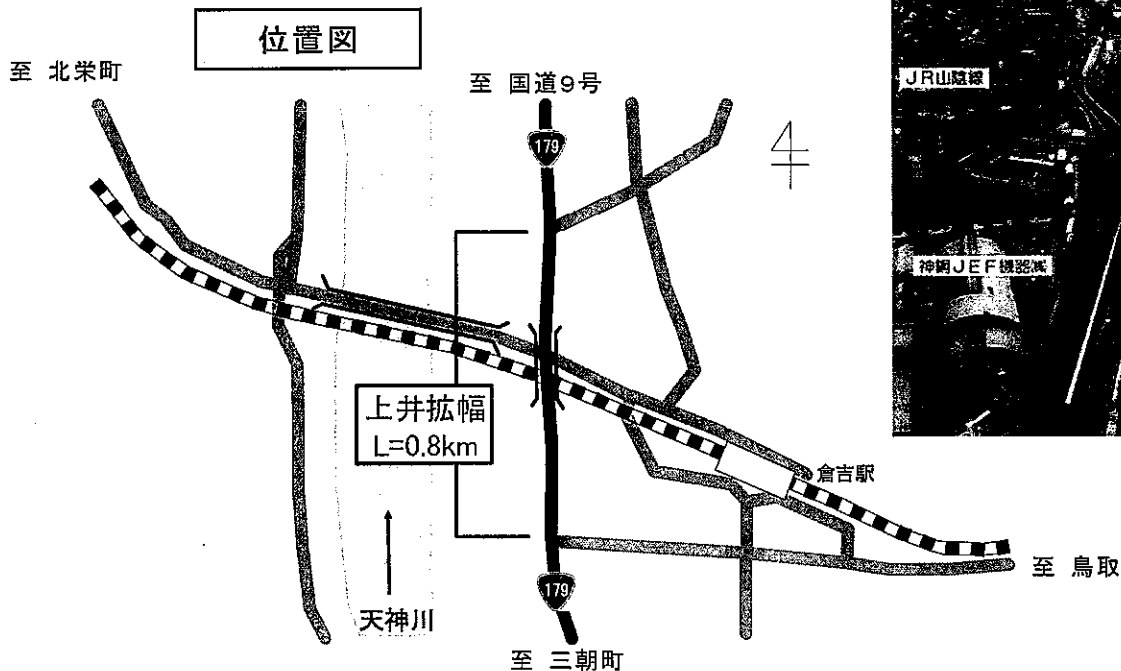 位置図
至 北栄町
至 国道9号
179
JR山陰線
神鋼JFE機器㈱
上井拡幅
L=0.8km
倉吉駅
至 鳥取
天神川
179
至 三朝町